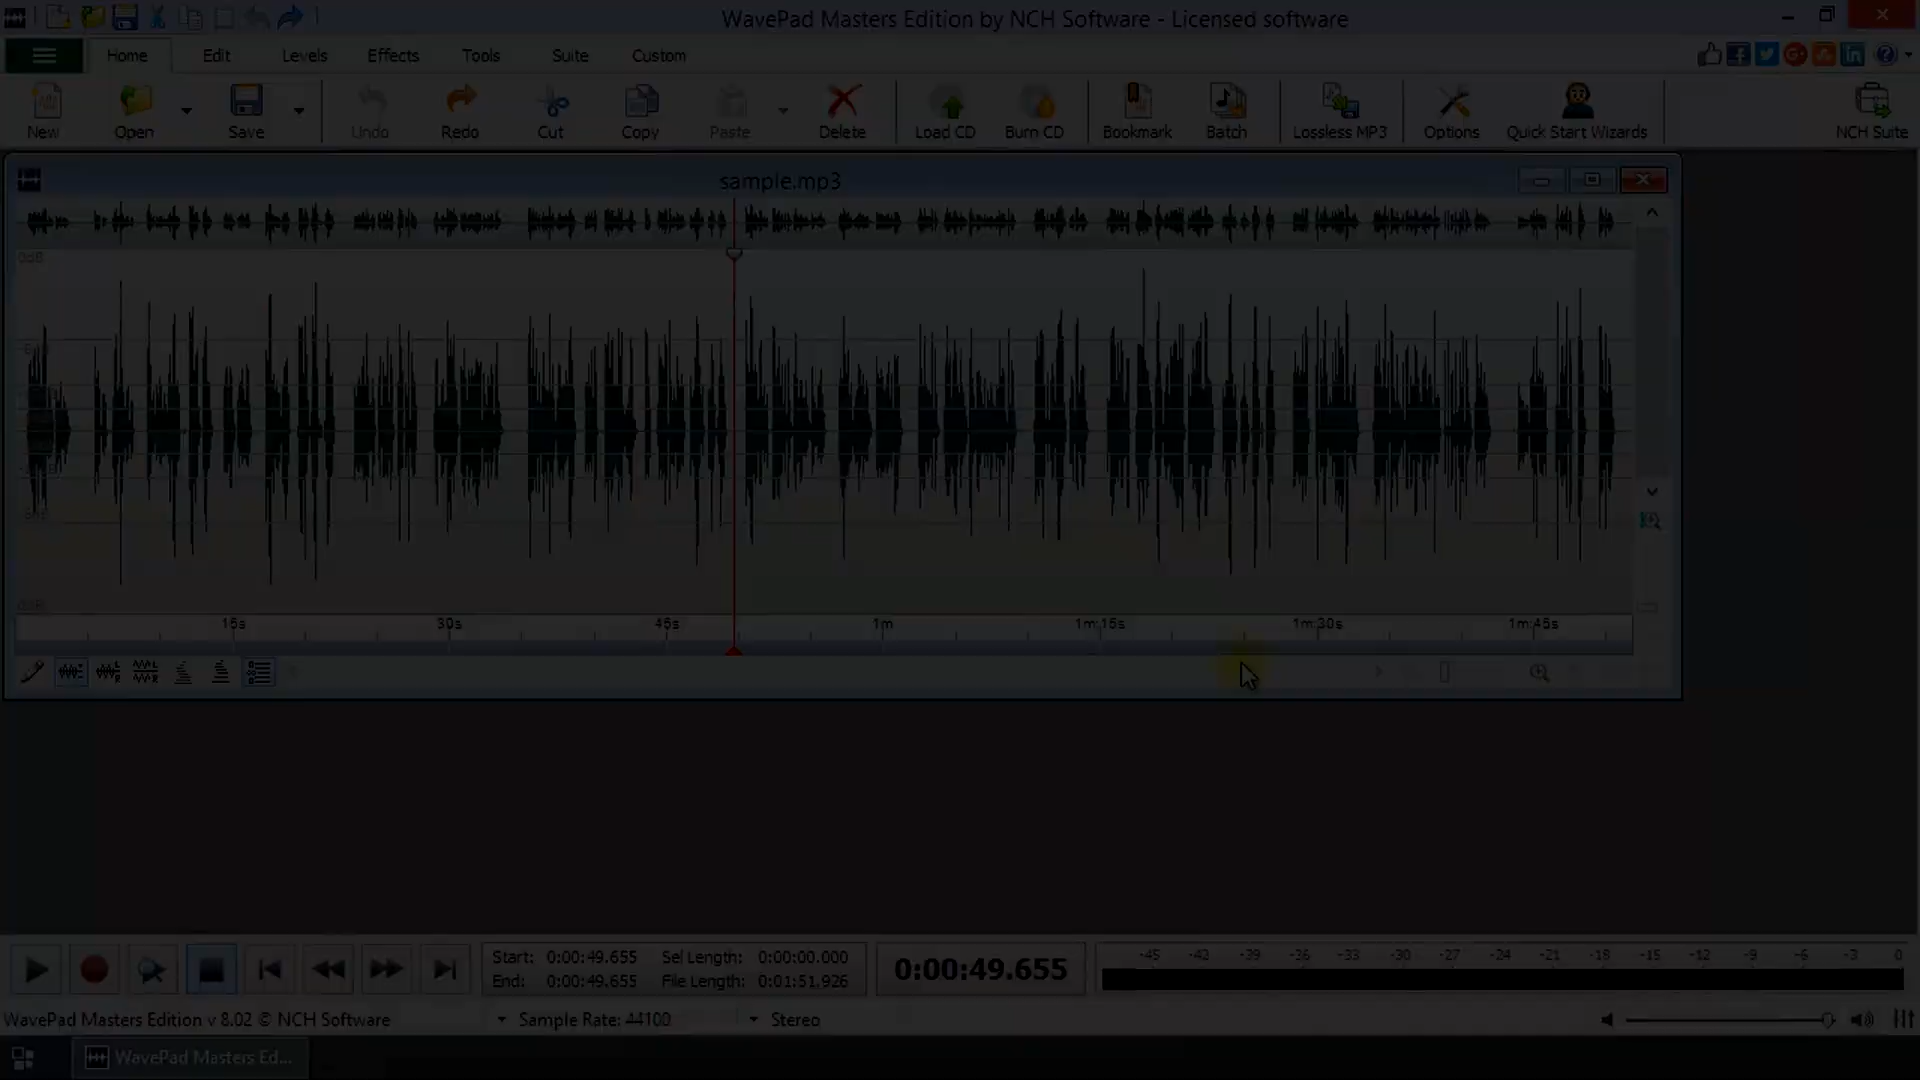 WavePad Masters Edition by NCH Software - Licensed software
Home Edit Levels Effects Tools Suite Custom
New Open Save Undo Redo Cut Copy Paste Delete Load CD Burn CD Bookmark Batch Lossless MP3 Options Quick Start Wizards NCH Suite
sample.mp3
0dB
15s 30s 45s 1m 1m:15s 1m:30s 1m:45s
Start: 0:00:49.655 Sel Length: 0:00:00.000
End: 0:00:49.655 File Length: 0:01:51.926
0:00:49.655
-45 -42 -39 -36 -33 -30 -27 -24 -21 -18 -15 -12 -9 -6 -3 0
WavePad Masters Edition v 8.02 © NCH Software Sample Rate: 44100 Stereo
WavePad Masters Ed...